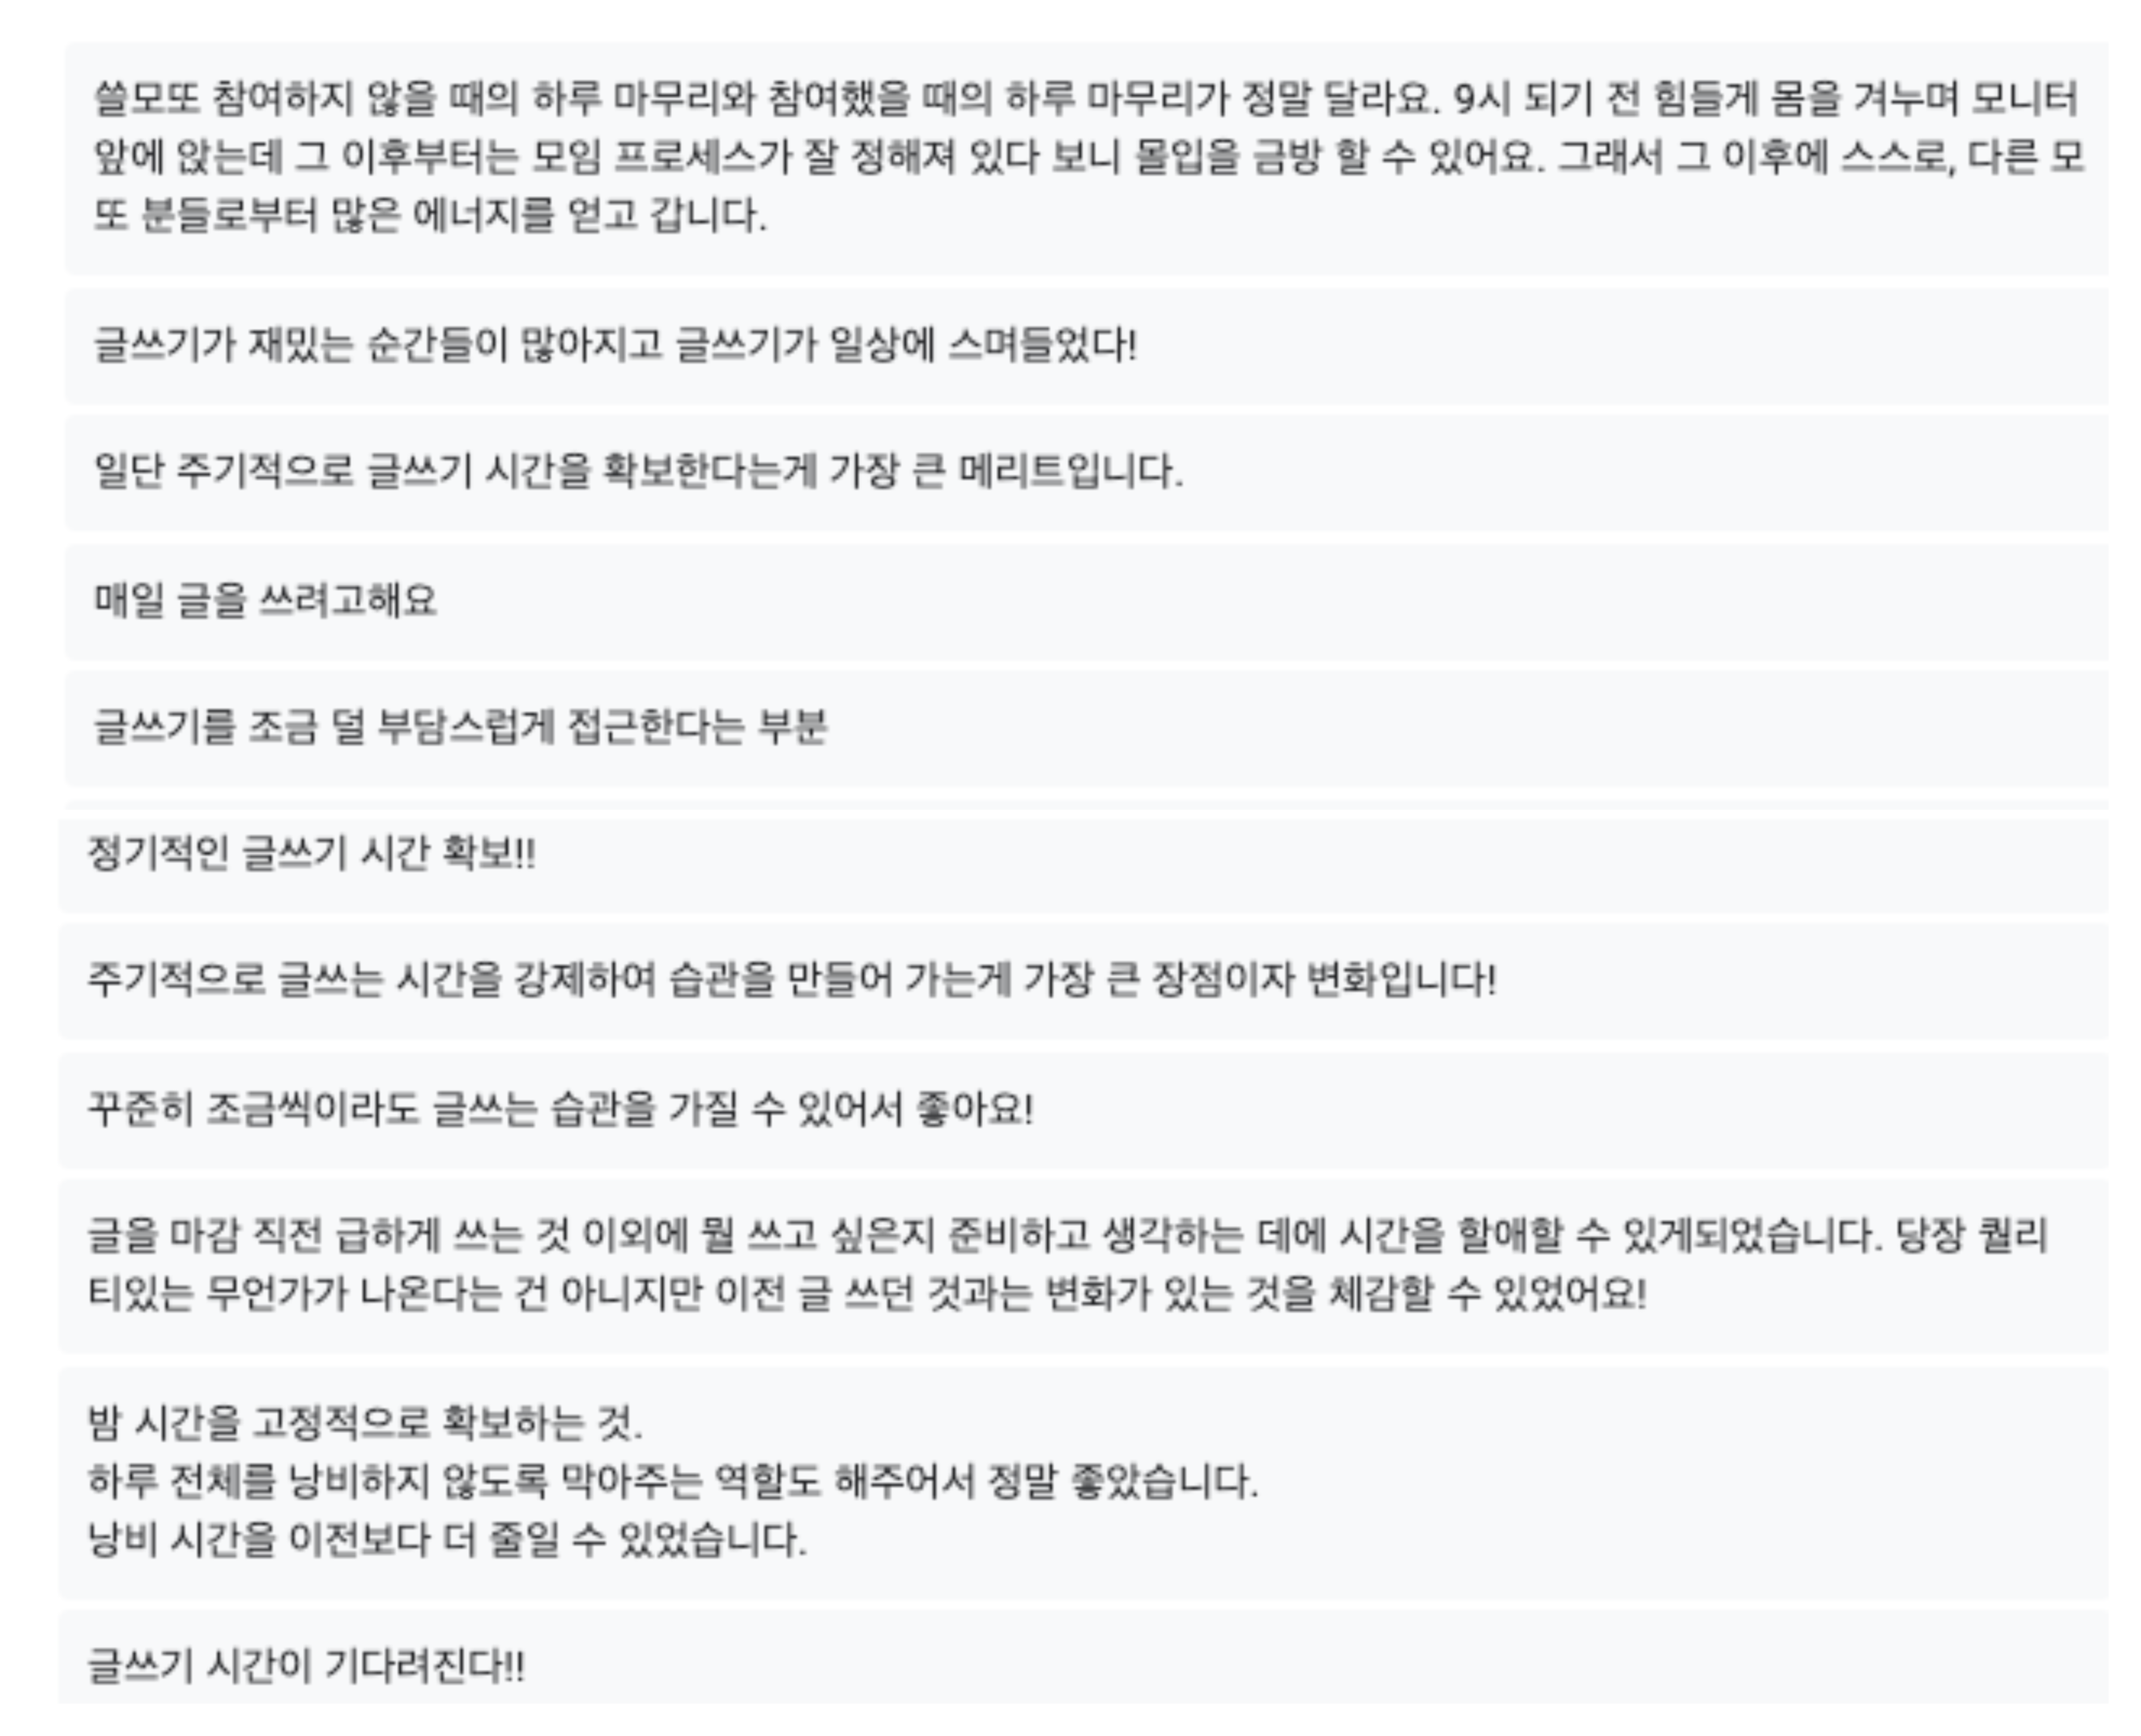 쓸모또 참여하지 않을 때의 하루 마무리와 참여했을 때의 하루 마무리가 정말 달라요. 9시 되기 전 힘들게 몸을 겨누며 모니터
앞에 앉는데 그 이후부터는 모임 프로세스가 잘 정해져 있다 보니 몰입을 금방 할 수 있어요. 그래서 그 이후에 스스로, 다른 모
또 분들로부터 많은 에너지를 얻고 갑니다.
글쓰기가 재밌는 순간들이 많아지고 글쓰기가 일상에 스며들었다!
일단 주기적으로 글쓰기 시간을 확보한다는게 가장 큰 메리트입니다.
매일 글을 쓰려고해요
글쓰기를 조금 덜 부담스럽게 접근한다는 부분
정기적인 글쓰기 시간 확보!!
주기적으로 글쓰는 시간을 강제하여 습관을 만들어 가는게 가장 큰 장점이자 변화입니다!
꾸준히 조금씩이라도 글쓰는 습관을 가질 수 있어서 좋아요!
글을 마감 직전 급하게 쓰는 것 이외에 뭘 쓰고 싶은지 준비하고 생각하는 데에 시간을 할애할 수 있게되었습니다. 당장 퀄리
티있는 무언가가 나온다는 건 아니지만 이전 글 쓰던 것과는 변화가 있는 것을 체감할 수 있었어요!
밤 시간을 고정적으로 확보하는 것.
하루 전체를 낭비하지 않도록 막아주는 역할도 해주어서 정말 좋았습니다.
낭비 시간을 이전보다 더 줄일 수 있었습니다.
글쓰기 시간이 기다려진다!!